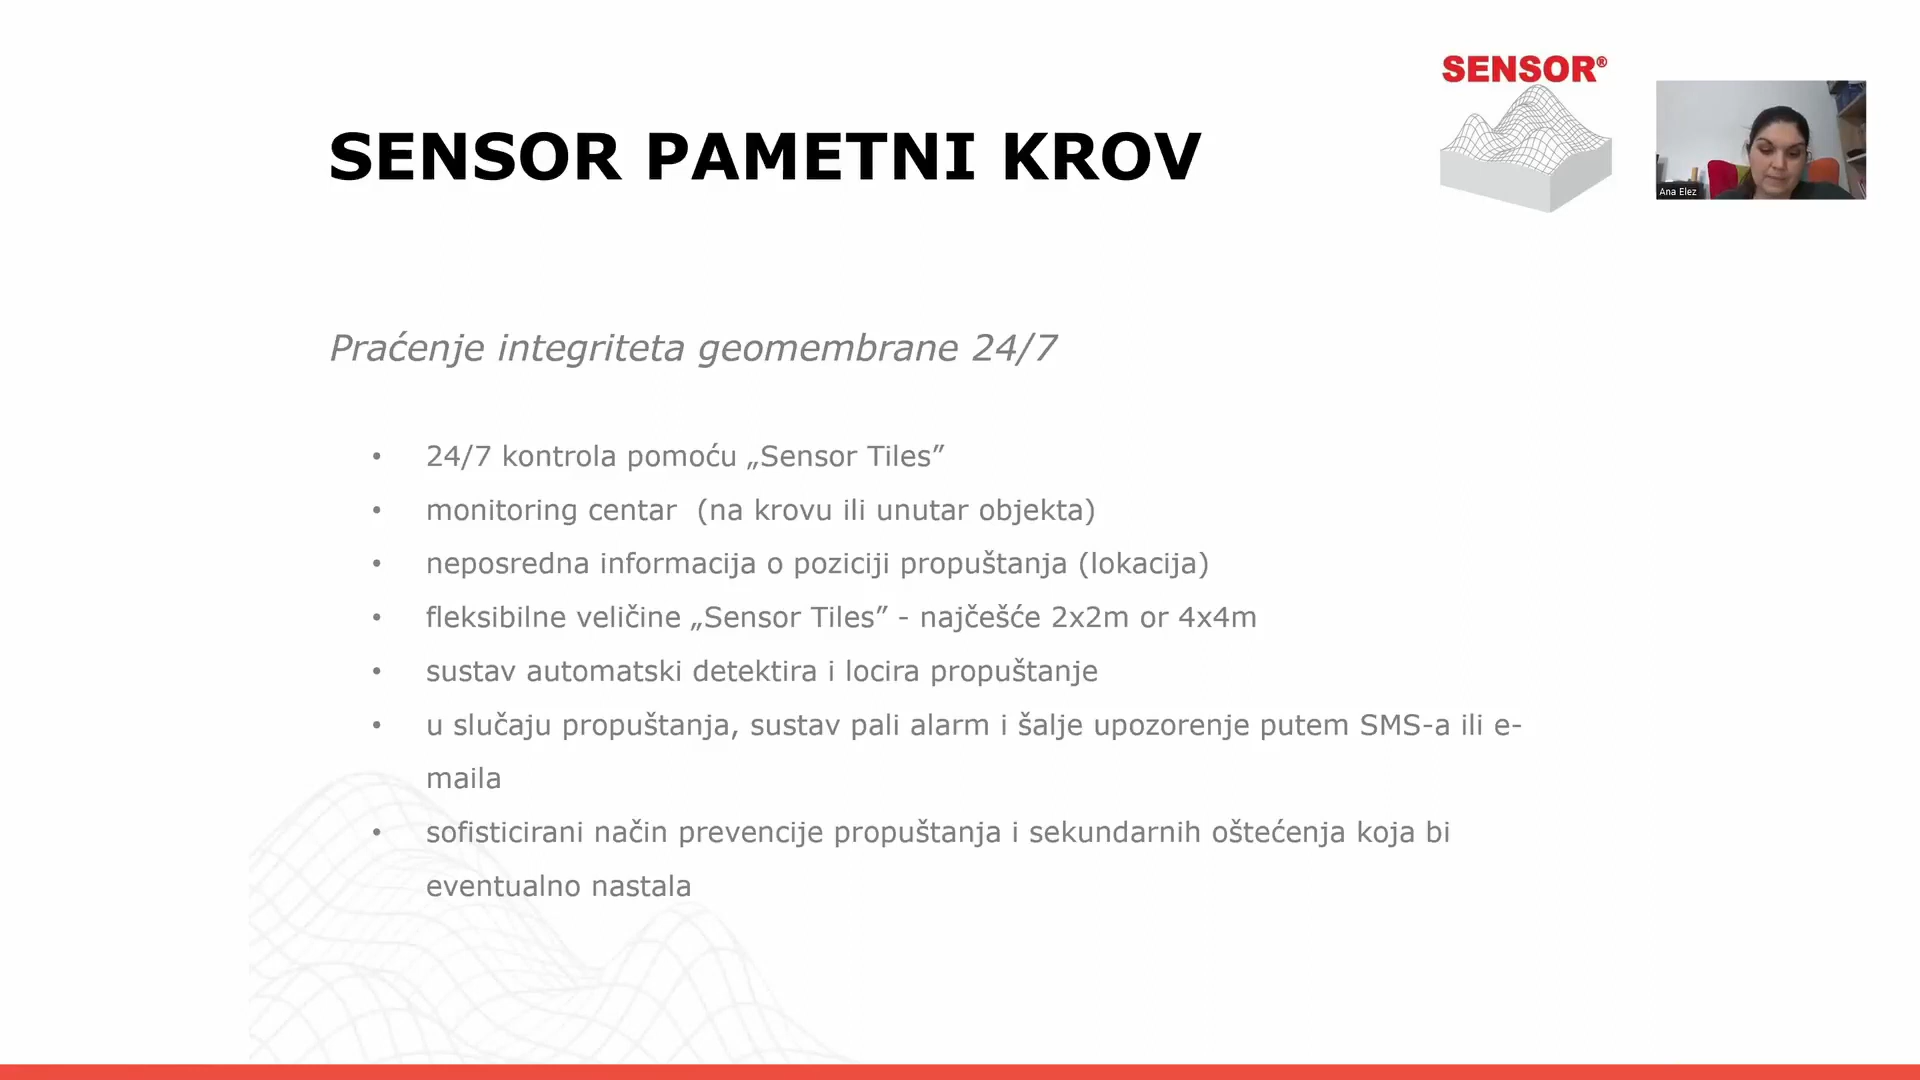 SENSOR®
SENSOR PAMETNI KROV
Ana Elez
Praćenje integriteta geomembrane 24/7
• 24/7 kontrola pomoću „Sensor Tiles”
• monitoring centar  (na krovu ili unutar objekta)
• neposredna informacija o poziciji propuštanja (lokacija)
• fleksibilne veličine „Sensor Tiles” - najčešće 2x2m or 4x4m
• sustav automatski detektira i locira propuštanje
• u slučaju propuštanja, sustav pali alarm i šalje upozorenje putem SMS-a ili e-
maila
• sofisticirani način prevencije propuštanja i sekundarnih oštećenja koja bi
eventualno nastala